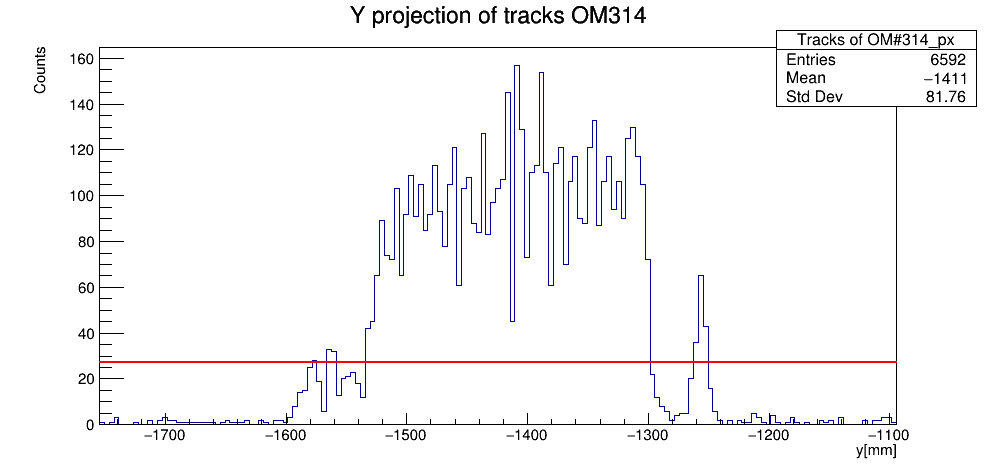 Y projection of tracks OM314
Tracks of OM#314_px
Entries 6592
Mean −1411
Std Dev 81.76
Counts
160
140
120
100
80
60
40
20
0
−1700 −1600 −1500 −1400 −1300 −1200 −1100
y[mm]